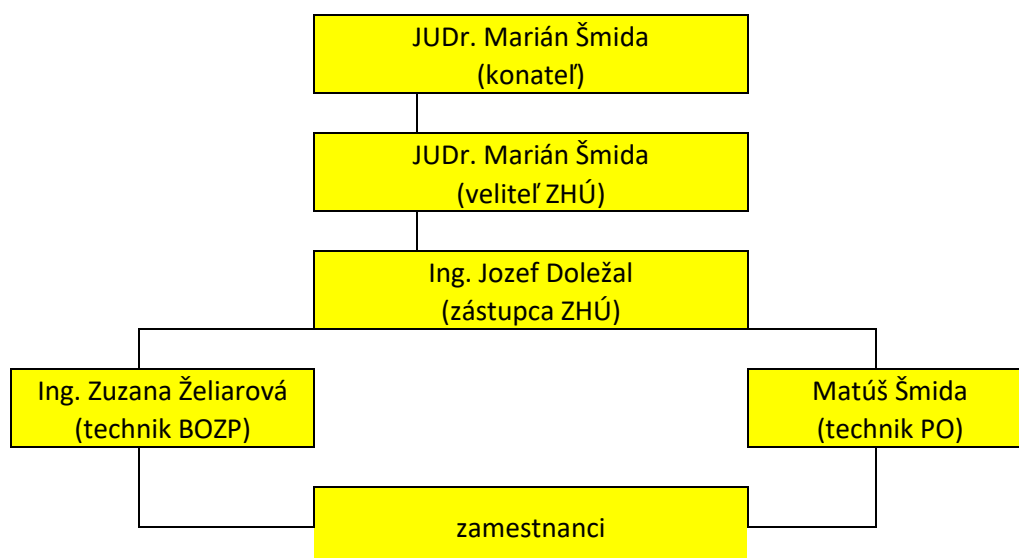 JUDr. Marián Šmida
(konateľ)
JUDr. Marián Šmida
(veliteľ ZHÚ)
Ing. Jozef Doležal
(zástupca ZHÚ)
Ing. Zuzana Želiarová
(technik BOZP)
Matúš Šmida
(technik PO)
zamestnanci